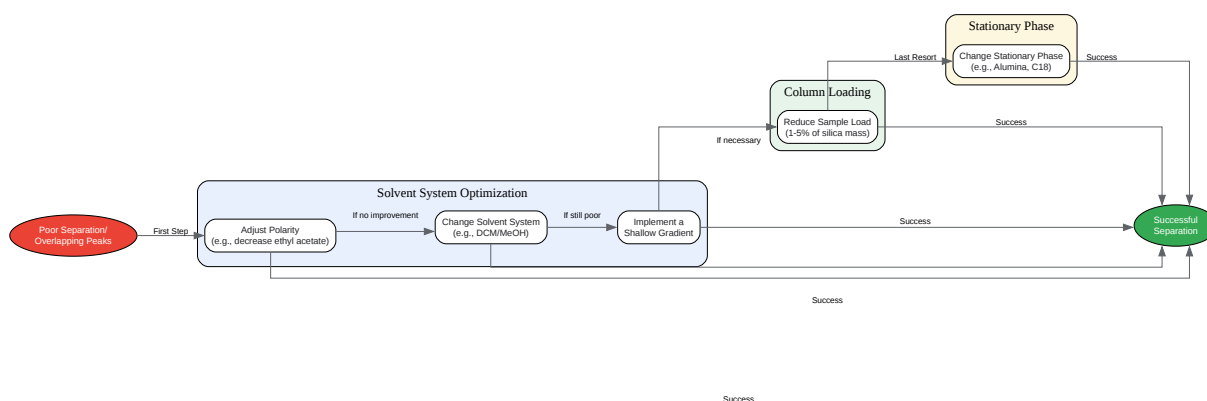 Stationary Phase
Change Stationary Phase
(e.g., Alumina, C18)
Last Resort
Success
Column Loading
Reduce Sample Load
(1-5% of silica mass)
If necessary
Success
Solvent System Optimization
Poor Separation/
Overlapping Peaks
First Step
Adjust Polarity
(e.g., decrease ethyl acetate)
If no improvement
Change Solvent System
(e.g., DCM/MeOH)
If still poor
Implement a
Shallow Gradient
Success
Successful
Separation
Success
Success